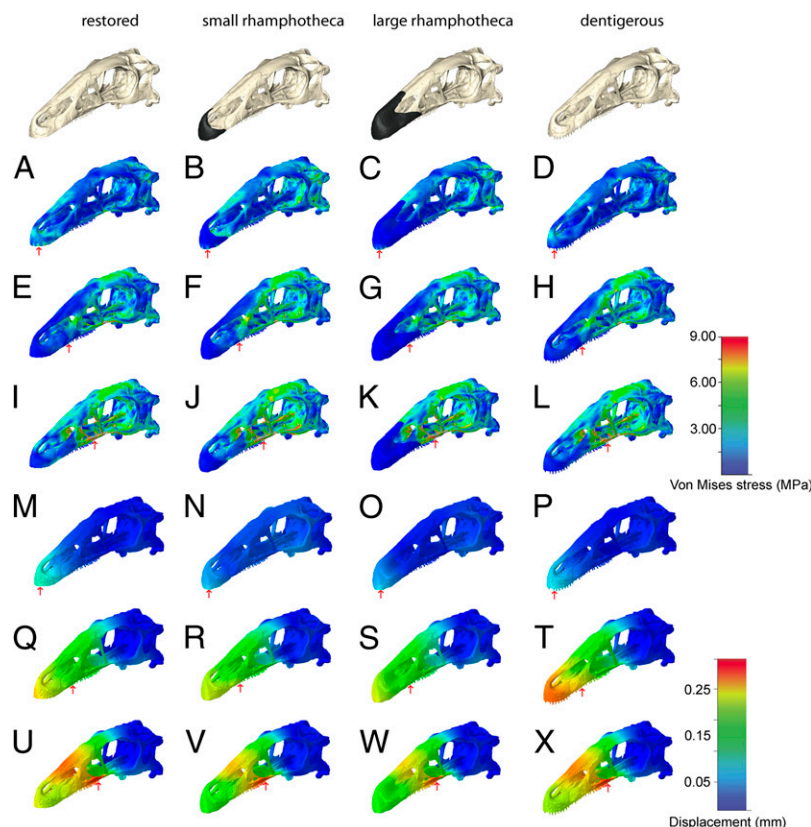 restored small rhamphotheca large rhamphotheca dentigerous
A B C D
E F G H
9.00
6.00
I J K L
3.00
Von Mises stress (MPa)
M N O P
Q R S T
0.25
U V W X
0.15
0.05
Displacement (mm)